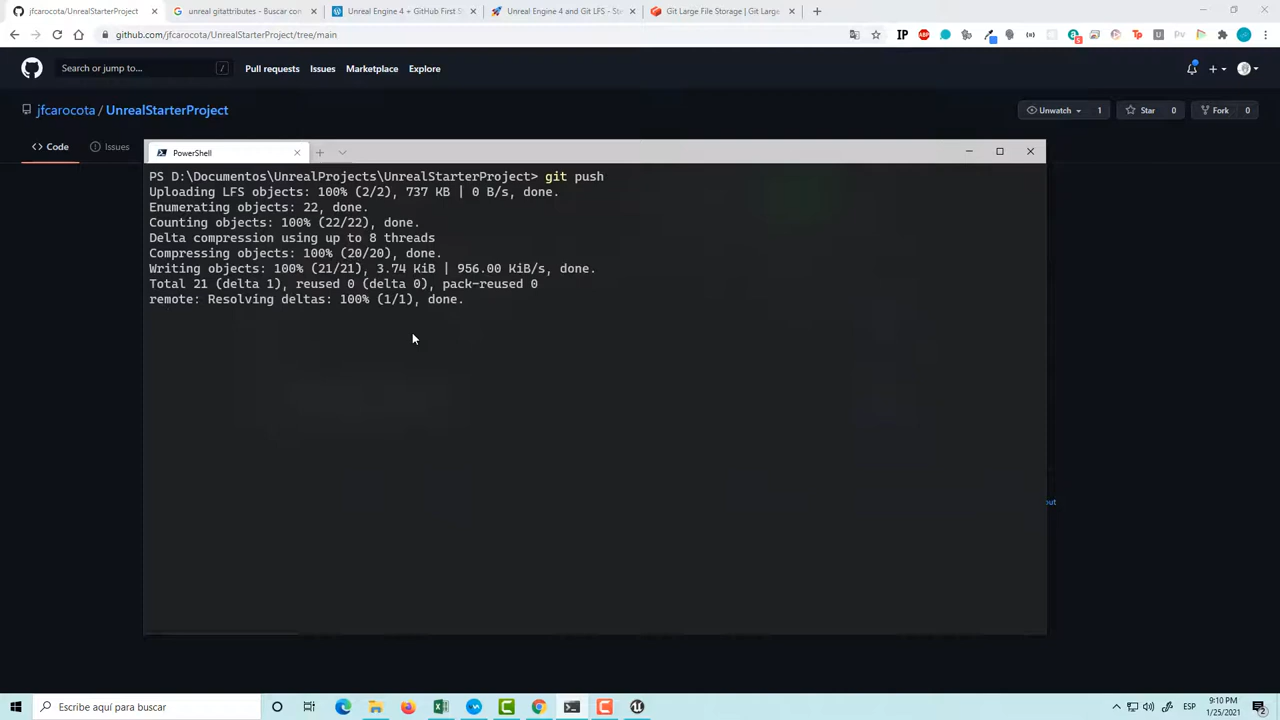 jfcarocota/UnrealStarterProject
unreal gitattributes - Buscar con
Unreal Engine 4 + GitHub First S
Unreal Engine 4 and Git LFS - St
Git Large File Storage | Git Large
github.com/jfcarocota/UnrealStarterProject/tree/main
Search or jump to...
/
Pull requests
Issues
Marketplace
Explore
jfcarocota / UnrealStarterProject
Unwatch
1
Star
0
Fork
0
Code
Issues
PowerShell
PS D:\Documentos\UnrealProjects\UnrealStarterProject> git push
Uploading LFS objects: 100% (2/2), 737 KB | 0 B/s, done.
Enumerating objects: 22, done.
Counting objects: 100% (22/22), done.
Delta compression using up to 8 threads
Compressing objects: 100% (20/20), done.
Writing objects: 100% (21/21), 3.74 KiB | 956.00 KiB/s, done.
Total 21 (delta 1), reused 0 (delta 0), pack-reused 0
remote: Resolving deltas: 100% (1/1), done.
out
Escribe aquí para buscar
ESP
9:10 PM
1/25/2021